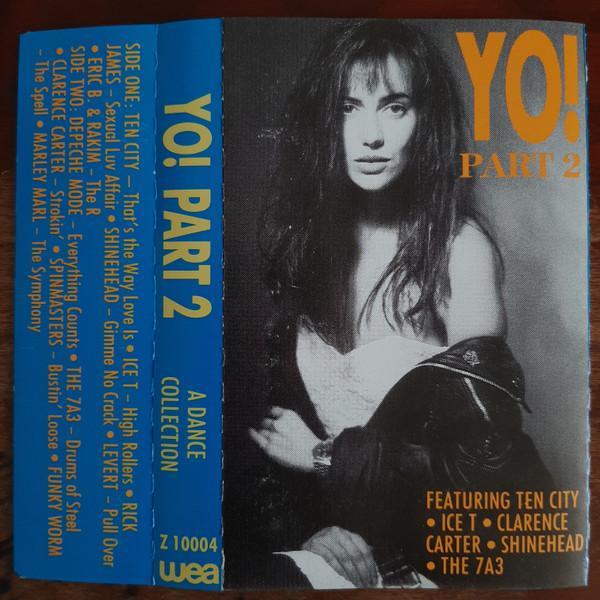 SIDE ONE: TEN CITY – That's the Way Love Is • ICE T – High Rollers • RICK
JAMES – Sexual Luv Affair • SHINEHEAD – Gimme No Crack • LEVERT – Pull Over
• ERIC B. & RAKIM – The R
SIDE TWO: DEPECHE MODE – Everything Counts • THE 7A3 – Drums of Steel
• CLARENCE CARTER – Strokin' • SPINMASTERS – Bustin' Loose • FUNKY WORM
– The Spell • MARLEY MARL – The Symphony
YO! PART 2
A DANCE
COLLECTION
Z 10004
wea
YO!
PART 2
FEATURING TEN CITY
• ICE T • CLARENCE
CARTER • SHINEHEAD
• THE 7A3